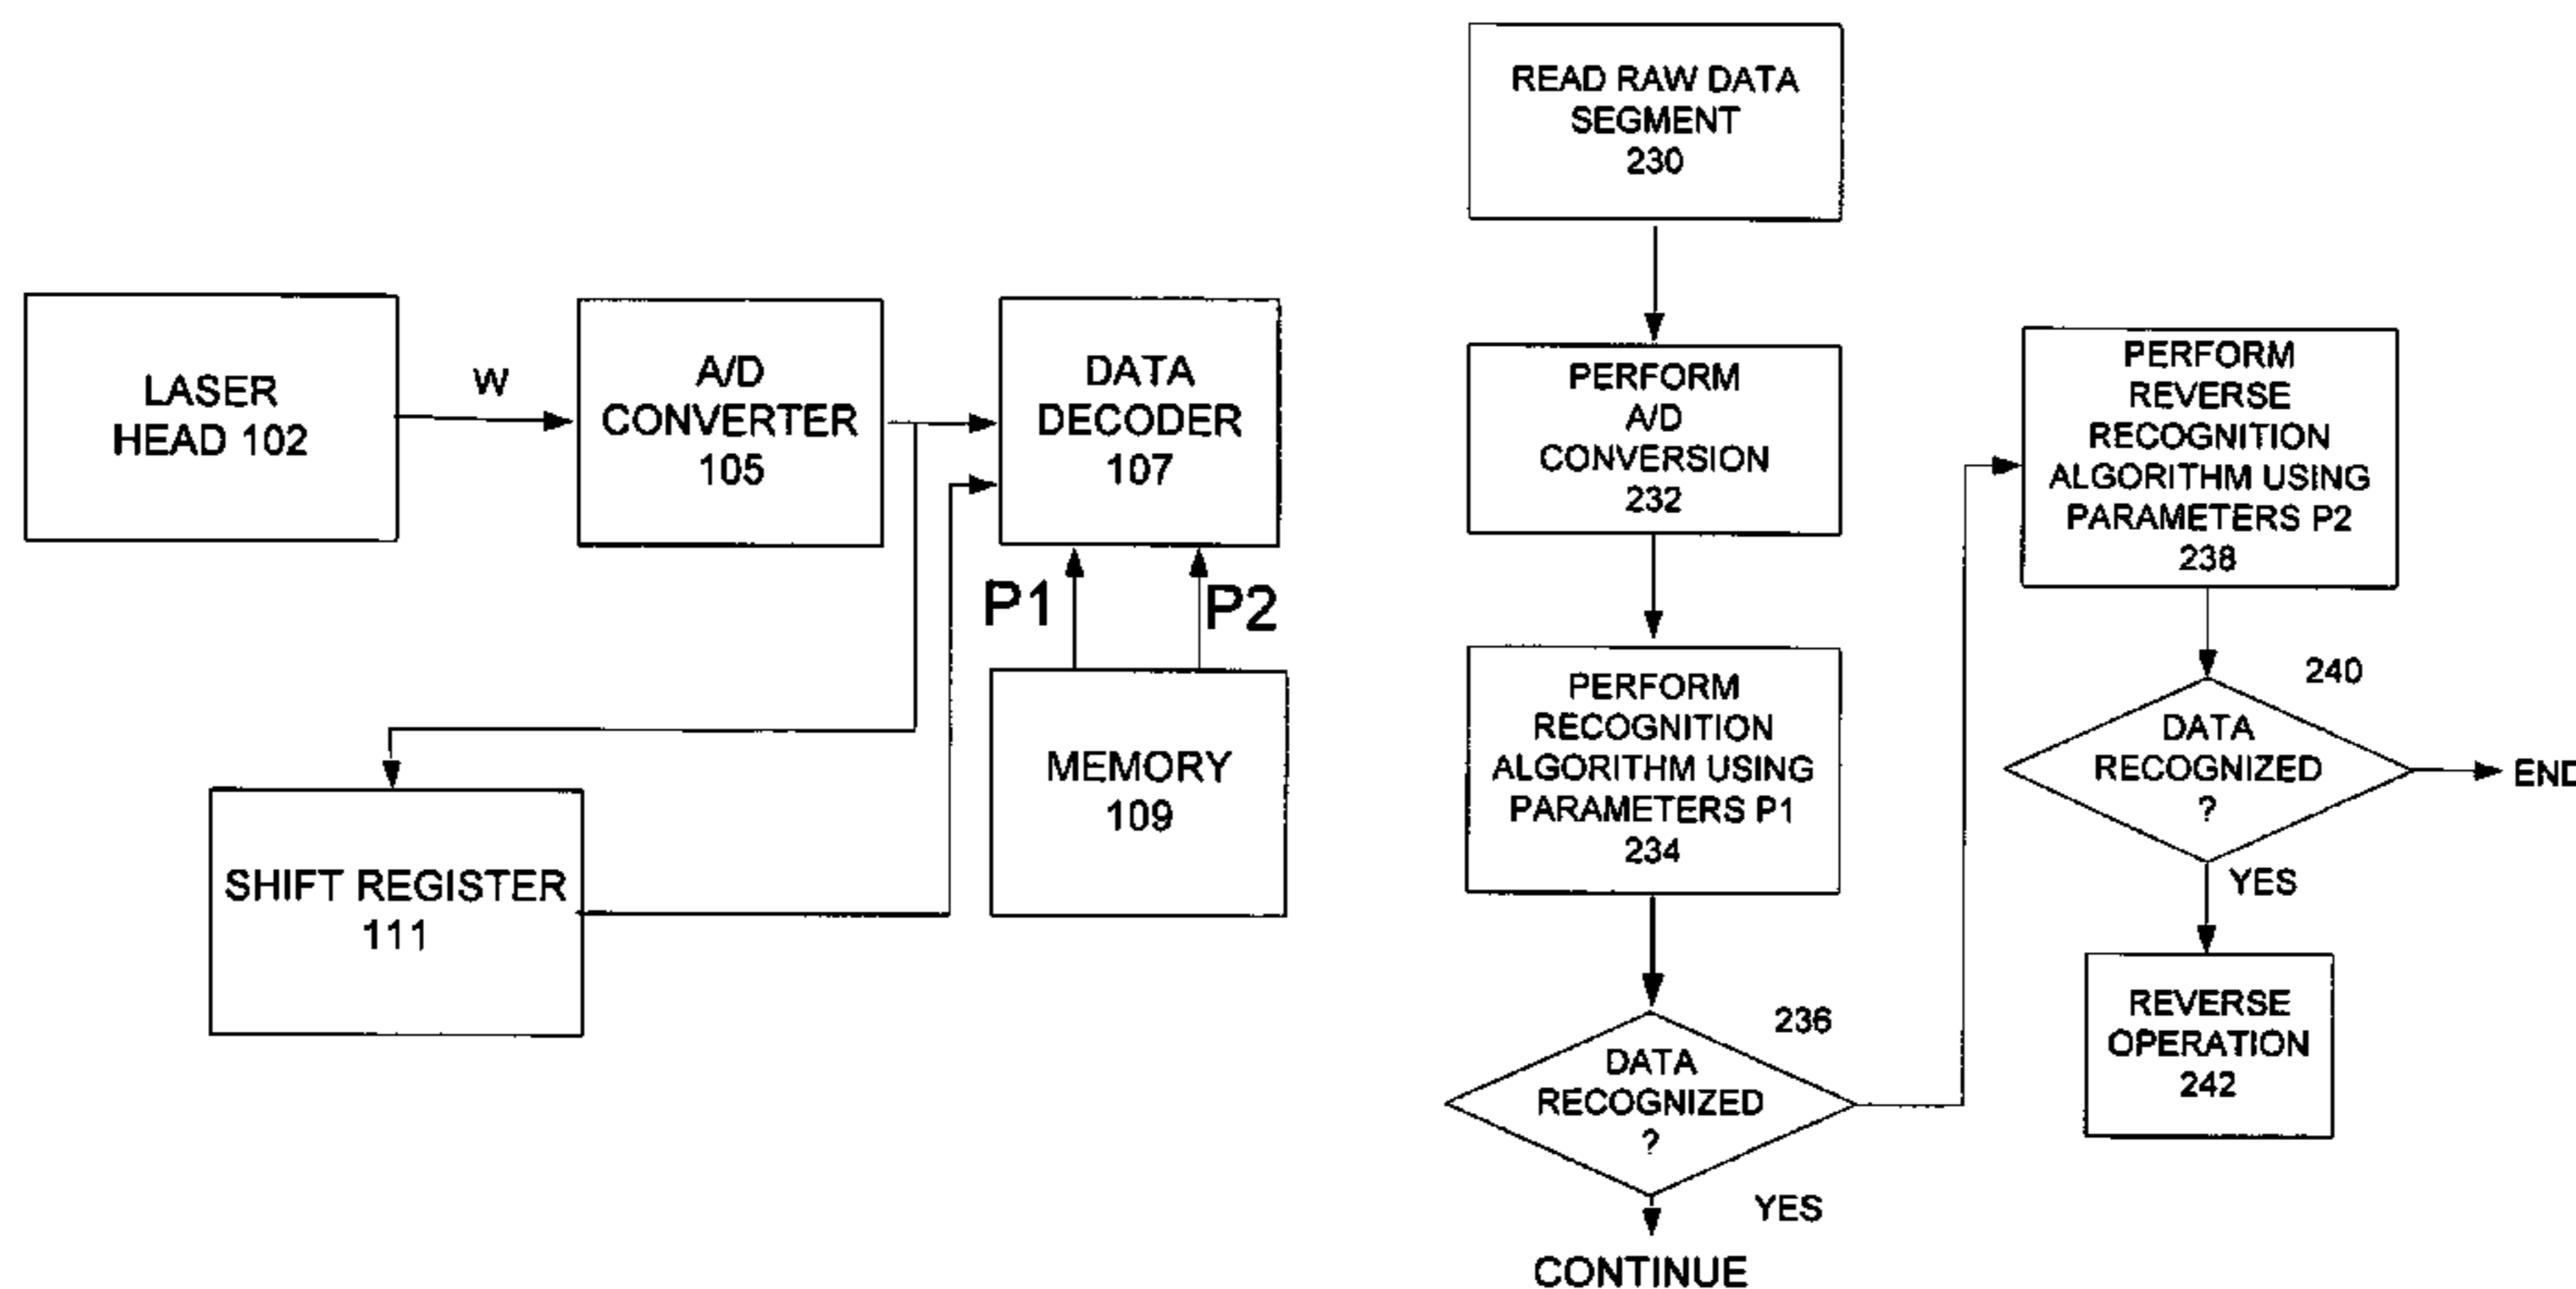 LASER
HEAD 102
W
A/D
CONVERTER
105
DATA
DECODER
107
P1
P2
MEMORY
109
SHIFT REGISTER
111
READ RAW DATA
SEGMENT
230
PERFORM
A/D
CONVERSION
232
PERFORM
RECOGNITION
ALGORITHM USING
PARAMETERS P1
234
236
DATA
RECOGNIZED
?
YES
CONTINUE
PERFORM
REVERSE
RECOGNITION
ALGORITHM USING
PARAMETERS P2
238
240
DATA
RECOGNIZED
?
END
YES
REVERSE
OPERATION
242